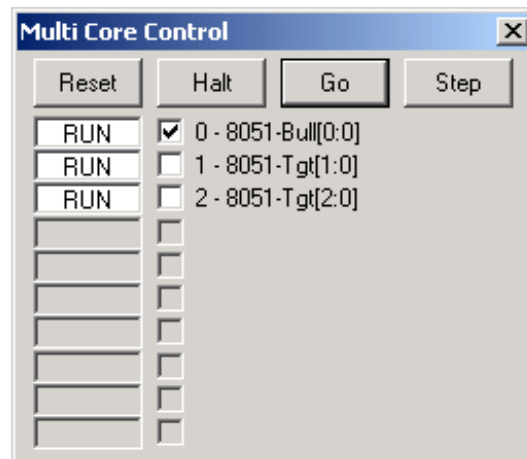 Multi Core Control
Reset Halt Go Step
RUN 0 - 8051-Bull[0:0]
RUN 1 - 8051-Tgt[1:0]
RUN 2 - 8051-Tgt[2:0]